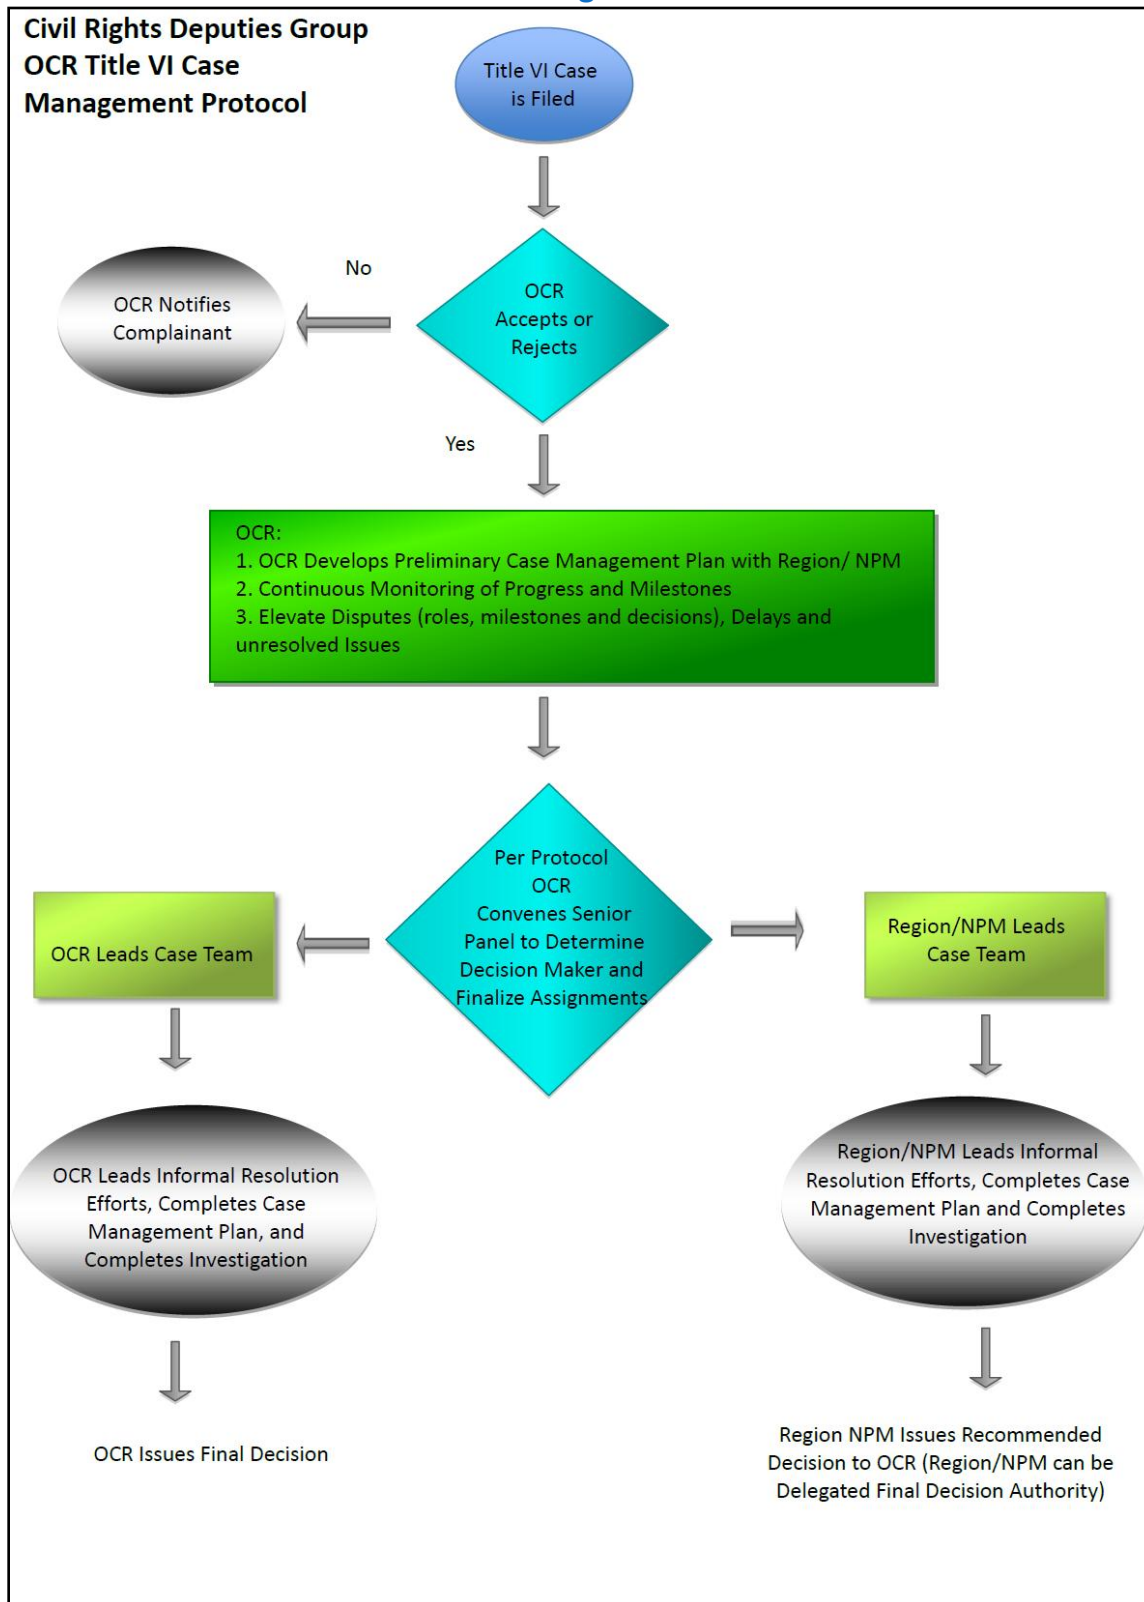 Civil Rights Deputies Group
OCR Title VI Case
Management Protocol
Title VI Case
is Filed
No
OCR
Accepts or
Rejects
OCR Notifies
Complainant
Yes
OCR:
1. OCR Develops Preliminary Case Management Plan with Region/ NPM
2. Continuous Monitoring of Progress and Milestones
3. Elevate Disputes (roles, milestones and decisions), Delays and
unresolved Issues
Per Protocol
OCR
Convenes Senior
Panel to Determine
Decision Maker and
Finalize Assignments
OCR Leads Case Team
Region/NPM Leads
Case Team
OCR Leads Informal Resolution
Efforts, Completes Case
Management Plan, and
Completes Investigation
Region/NPM Leads Informal
Resolution Efforts, Completes Case
Management Plan and Completes
Investigation
OCR Issues Final Decision
Region NPM Issues Recommended
Decision to OCR (Region/NPM can be
Delegated Final Decision Authority)